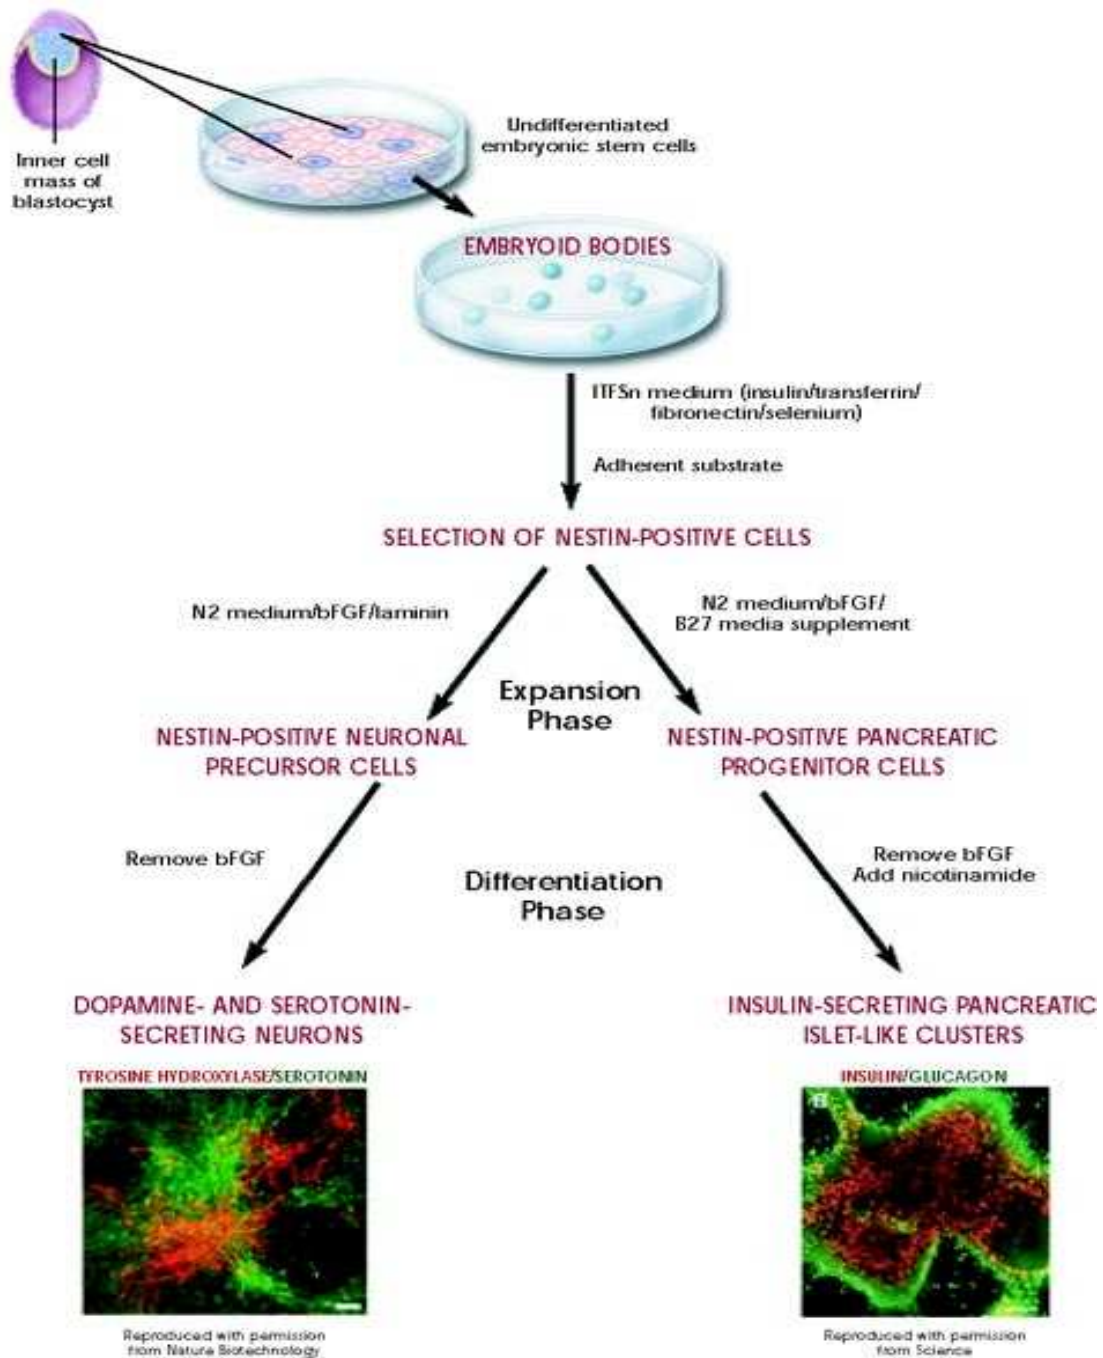 Inner cell
mass of
blastocyst
Undifferentiated
embryonic stem cells
EMBRYOID BODIES
ITFSn medium (insulin/transferrin/
fibronectin/selenium)
Adherent substrate
SELECTION OF NESTIN-POSITIVE CELLS
N2 medium/bFGF/laminin
N2 medium/bFGF/
B27 media supplement
Expansion
Phase
NESTIN-POSITIVE NEURONAL
PRECURSOR CELLS
NESTIN-POSITIVE PANCREATIC
PROGENITOR CELLS
Remove bFGF
Remove bFGF
Add nicotinamide
Differentiation
Phase
DOPAMINE- AND SEROTONIN-
SECRETING NEURONS
INSULIN-SECRETING PANCREATIC
ISLET-LIKE CLUSTERS
TYROSINE HYDROXYLASE/SEROTONIN
INSULIN/GLUCAGON
B
Reproduced with permission
from Nature Biotechnology
Reproduced with permission
from Science